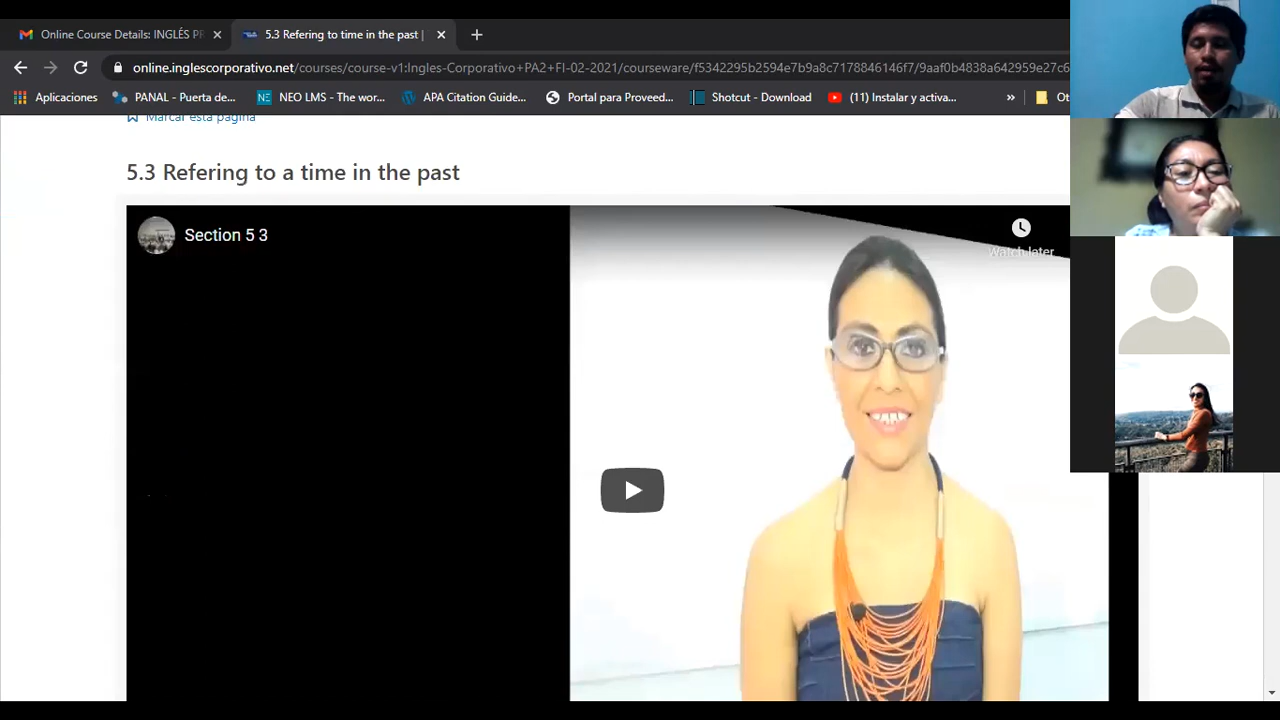 Online Course Details: INGLÉS PR
5.3 Refering to time in the past |
online.inglescorporativo.net/courses/course-v1:Ingles-Corporativo+PA2+FI-02-2021/courseware/f5342295b2594e7b9a8c7178846146f7/9aaf0b4838a642959e27c6
Aplicaciones
PANAL - Puerta de...
NEO LMS - The wor...
APA Citation Guide...
Portal para Proveed...
Shotcut - Download
(11) Instalar y activa...
»
Ot
Marcar esta página
5.3 Refering to a time in the past
Section 5 3
Watch later